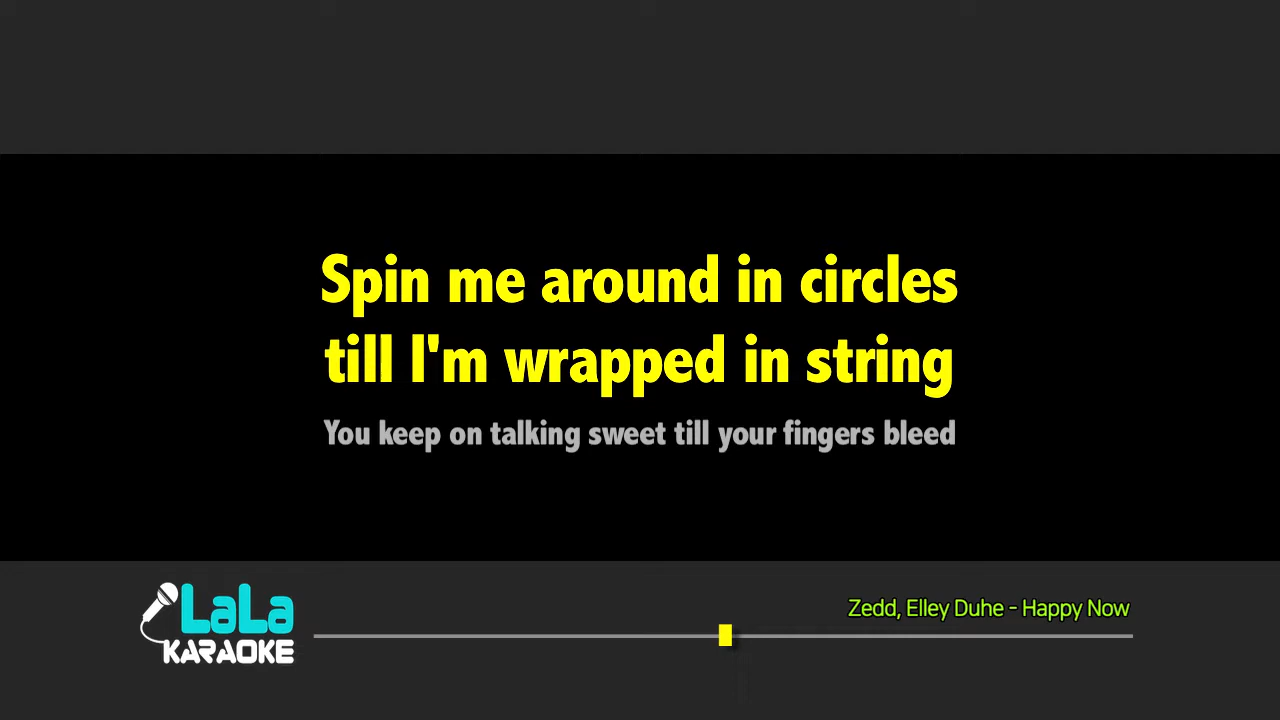 Spin me around in circles
till I'm wrapped in string
You keep on talking sweet till your fingers bleed
Zedd, Elley Duhe - Happy Now
LaLa
KARAOKE